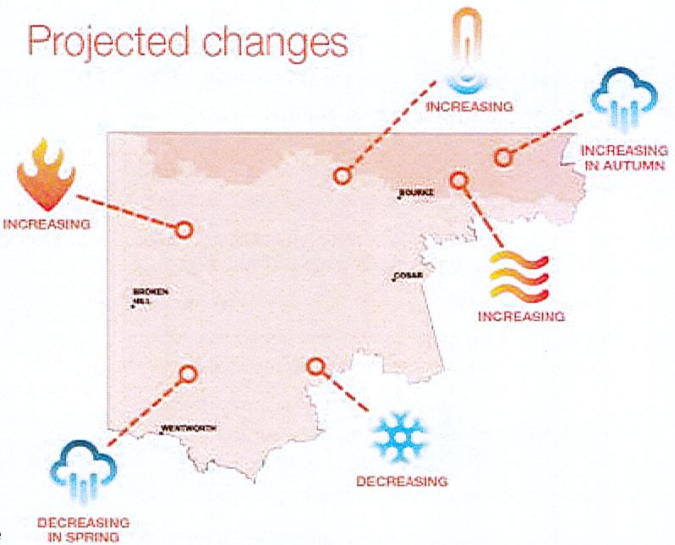 Projected changes
INCREASING
INCREASING
IN AUTUMN
BOURKE
INCREASING
COBAR
INCREASING
BROKEN
HILL
WENTWORTH
DECREASING
DECREASING
IN SPRING